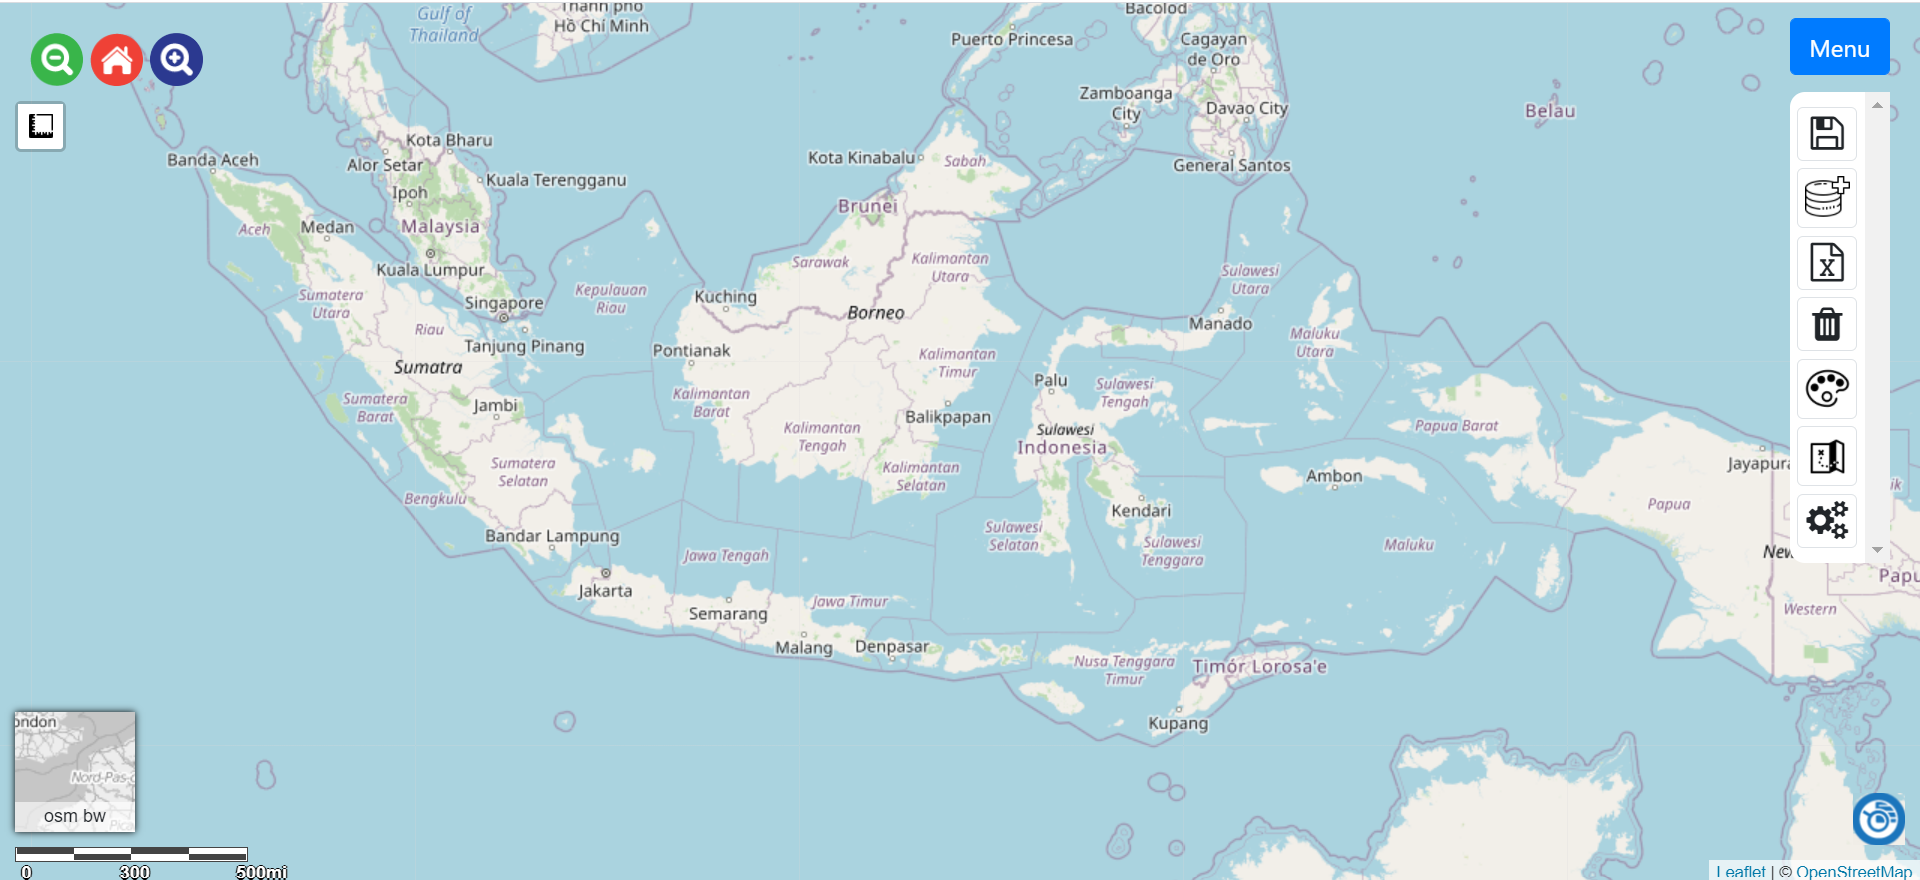 Gulf of
Thailand
Thành phố
Hồ Chí Minh
Bacolod
Puerto Princesa
Cagayan
de Oro
Menu
Zamboanga
City
Davao City
Belau
Banda Aceh
Kota Bharu
Alor Setar
Kota Kinabalu
Sabah
General Santos
Ipoh
Kuala Terengganu
Brunei
Aceh
Medan
Malaysia
Kuala Lumpur
Sarawak
Kalimantan
Utara
Sulawesi
Utara
Sumatera
Utara
Singapore
Kepulauan
Riau
Kuching
Borneo
Riau
Tanjung Pinang
Manado
Maluku
Utara
Sumatra
Pontianak
Kalimantan
Timur
Palu
Sulawesi
Tengah
Sumatera
Barat
Jambi
Kalimantan
Barat
Balikpapan
Kalimantan
Tengah
Sulawesi
Indonesia
Papua Barat
Sumatera
Selatan
Kalimantan
Selatan
Ambon
Jayapura
ik
Bengkulu
Kendari
Papua
Bandar Lampung
Sulawesi
Selatan
Sulawesi
Tenggara
Maluku
Jawa Tengah
New
Papu
Jakarta
Semarang
Jawa Timur
Western
Malang
Denpasar
Nusa Tenggara
Timur
Timór Lorosa'e
Kupang
ondon
Nord-Pas-
osm bw
0 300 500mi
Leaflet | © OpenStreetMap